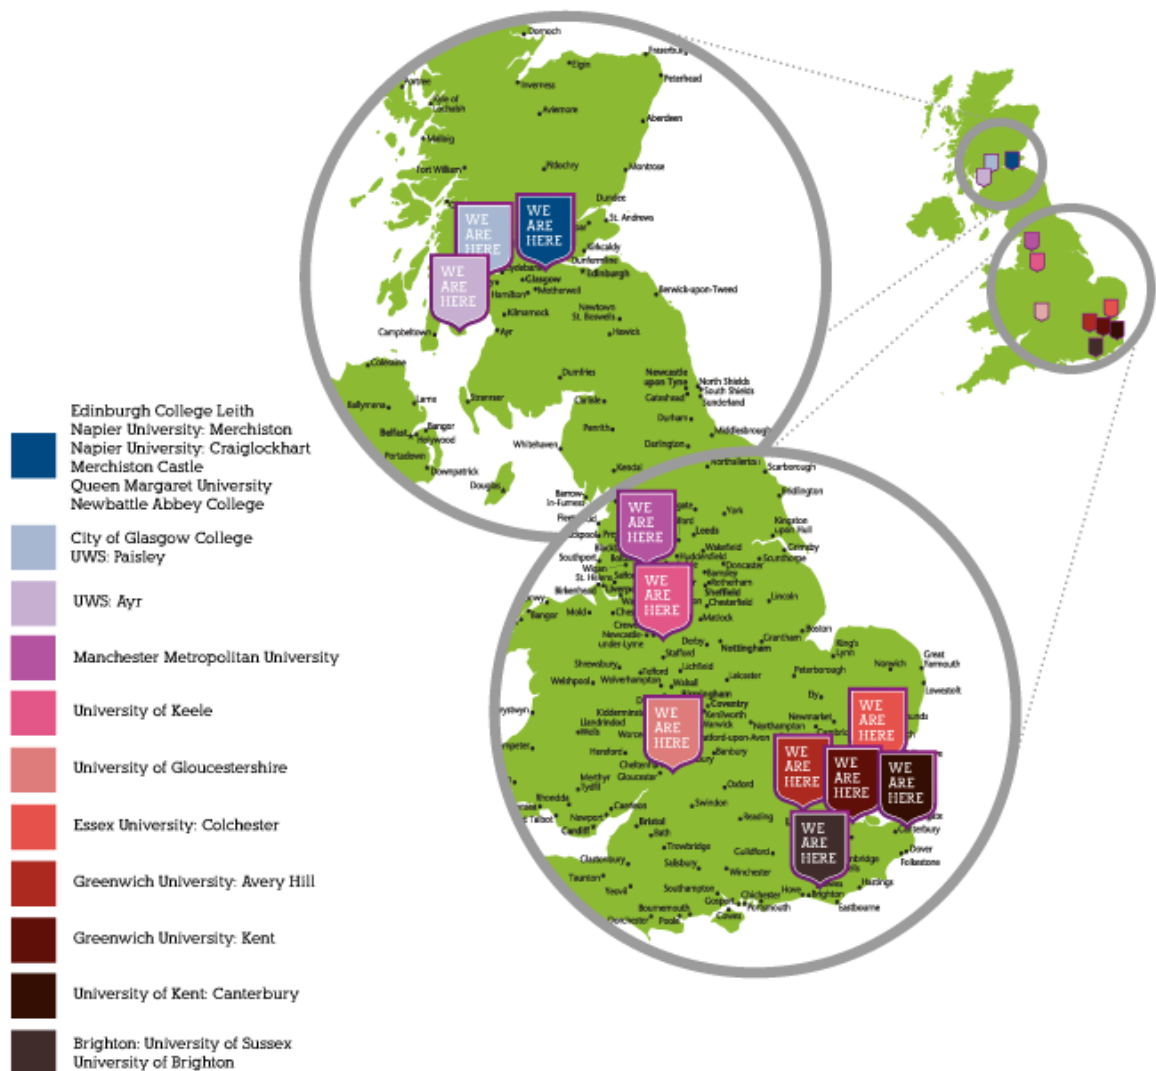 Dornoch
Fraserbu
Elgin
Peterhead
Portree
Inverness
Kyle of
Lochalsh
Aviemore
Aberdeen
Mallaig
Fort William
Pitlochry
Montrose
Dundee
St. Andrews
WE
ARE
HERE
WE
ARE
HERE
Kirkcaldy
Dunfermline
Edinburgh
WE
ARE
HERE
Glasgow
Hamilton
Motherwell
Berwick-upon-Tweed
Kilmarnock
Newtown
St. Boswells
Campbeltown
Ayr
Hawick
Coleraine
Dumfries
Newcastle
upon Tyne
North Shields
South Shields
Gateshead
Sunderland
Ballymena
Larne
Stranraer
Carlisle
Durham
Penrith
Belfast
Bangor
Holywood
Whitehaven
Darlington
Middlesbroug
Portadown
Downpatrick
Kendal
Northallerto
Scarborough
Douglas
Barrow-
in-Furness
Bridlington
Edinburgh College Leith
Napier University: Merchiston
Napier University: Craiglockhart
Merchiston Castle
Queen Margaret University
Newbattle Abbey College
City of Glasgow College
UWS: Paisley
UWS: Ayr
Manchester Metropolitan University
University of Keele
University of Gloucestershire
Essex University: Colchester
Greenwich University: Avery Hill
Greenwich University: Kent
University of Kent: Canterbury
Brighton: University of Sussex
University of Brighton
WE
ARE
HERE
York
Leeds
Kingston
upon Hull
Wakefield
Grimsby
Southport
Huddersfield
Scunthorpe
Wigan
Doncaster
St. Helens
Barnsley
Rotherham
Birkenhead
Sheffield
WE
ARE
HERE
Chesterfield
Lincoln
Bangor
Mold
Matlock
Newcastle-
under-Lyme
Derby
Nottingham
Grantham
Boston
Stafford
King's
Lynn
Great
Yarmouth
Shrewsbury
Telford
Lichfield
Peterborough
Norwich
Welshpool
Wolverhampton
Walsall
Leicester
Ely
Lowestoft
Coventry
Kenilworth
Newmarket
Llandrindod
Wells
Northampton
WE
ARE
HERE
WE
ARE
HERE
Hereford
Banbury
Gloucester
Merthyr
Tydfil
Oxford
WE
ARE
HERE
WE
ARE
HERE
WE
ARE
HERE
Rhondda
Newport
Cardiff
Bristol
Bath
Swindon
Reading
Trowbridge
Guildford
WE
ARE
HERE
Canterbury
Dover
Folkestone
Glastonbury
Salisbury
Winchester
Taunton
Yeovil
Southampton
Chichester
Hove
Brighton
Hastings
Gosport
Portsmouth
Eastbourne
Bournemouth
Poole
Cowes